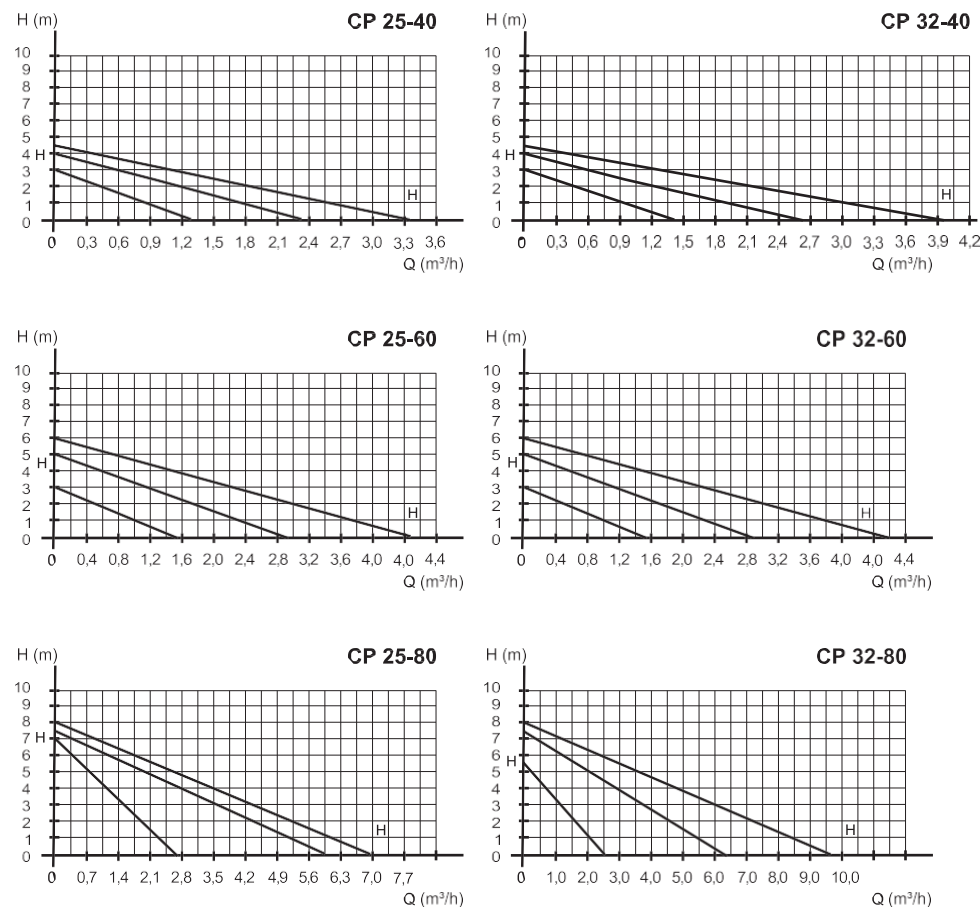 H (m) CP 25-40
10
9
8
7
6
5
H 4
3
2
1
0
H
0 0,3 0,6 0,9 1,2 1,5 1,8 2,1 2,4 2,7 3,0 3,3 3,6
Q (m³/h)
H (m) CP 32-40
10
9
8
7
6
5
H 4
3
2
1
0
H
0 0,3 0,6 0,9 1,2 1,5 1,8 2,1 2,4 2,7 3,0 3,3 3,6 3,9 4,2
Q (m³/h)
H (m) CP 25-60
10
9
8
7
6
5
H
4
3
2
1
0
H
0 0,4 0,8 1,2 1,6 2,0 2,4 2,8 3,2 3,6 4,0 4,0 4,4
Q (m³/h)
H (m) CP 32-60
10
9
8
7
6
5
H
4
3
2
1
0
H
0 0,4 0,8 1,2 1,6 2,0 2,4 2,8 3,2 3,6 4,0 4,0 4,4
Q (m³/h)
H (m) CP 25-80
10
9
8
H 7
6
5
4
3
2
1
0
H
0 0,7 1,4 2,1 2,8 3,5 4,2 4,9 5,6 6,3 7,0 7,7
Q (m³/h)
H (m) CP 32-80
10
9
8
7
6
H
5
4
3
2
1
0
H
0 1,0 2,0 3,0 4,0 5,0 6,0 7,0 8,0 9,0 10,0
Q (m³/h)